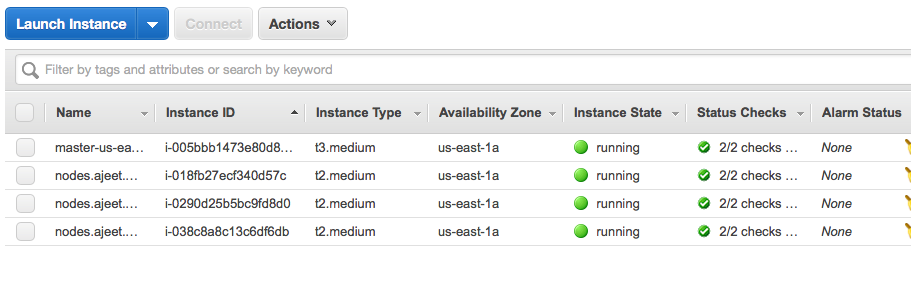 Launch Instance Connect Actions
Filter by tags and attributes or search by keyword
Name Instance ID Instance Type Availability Zone Instance State Status Checks Alarm Status
master-us-ea... i-005bbb1473e80d8... t3.medium us-east-1a running 2/2 checks ... None
nodes.ajeet.... i-018fb27ecf340d57c t2.medium us-east-1a running 2/2 checks ... None
nodes.ajeet.... i-0290d25b5bc9fd8d0 t2.medium us-east-1a running 2/2 checks ... None
nodes.ajeet.... i-038c8a8c13c6df6db t2.medium us-east-1a running 2/2 checks ... None